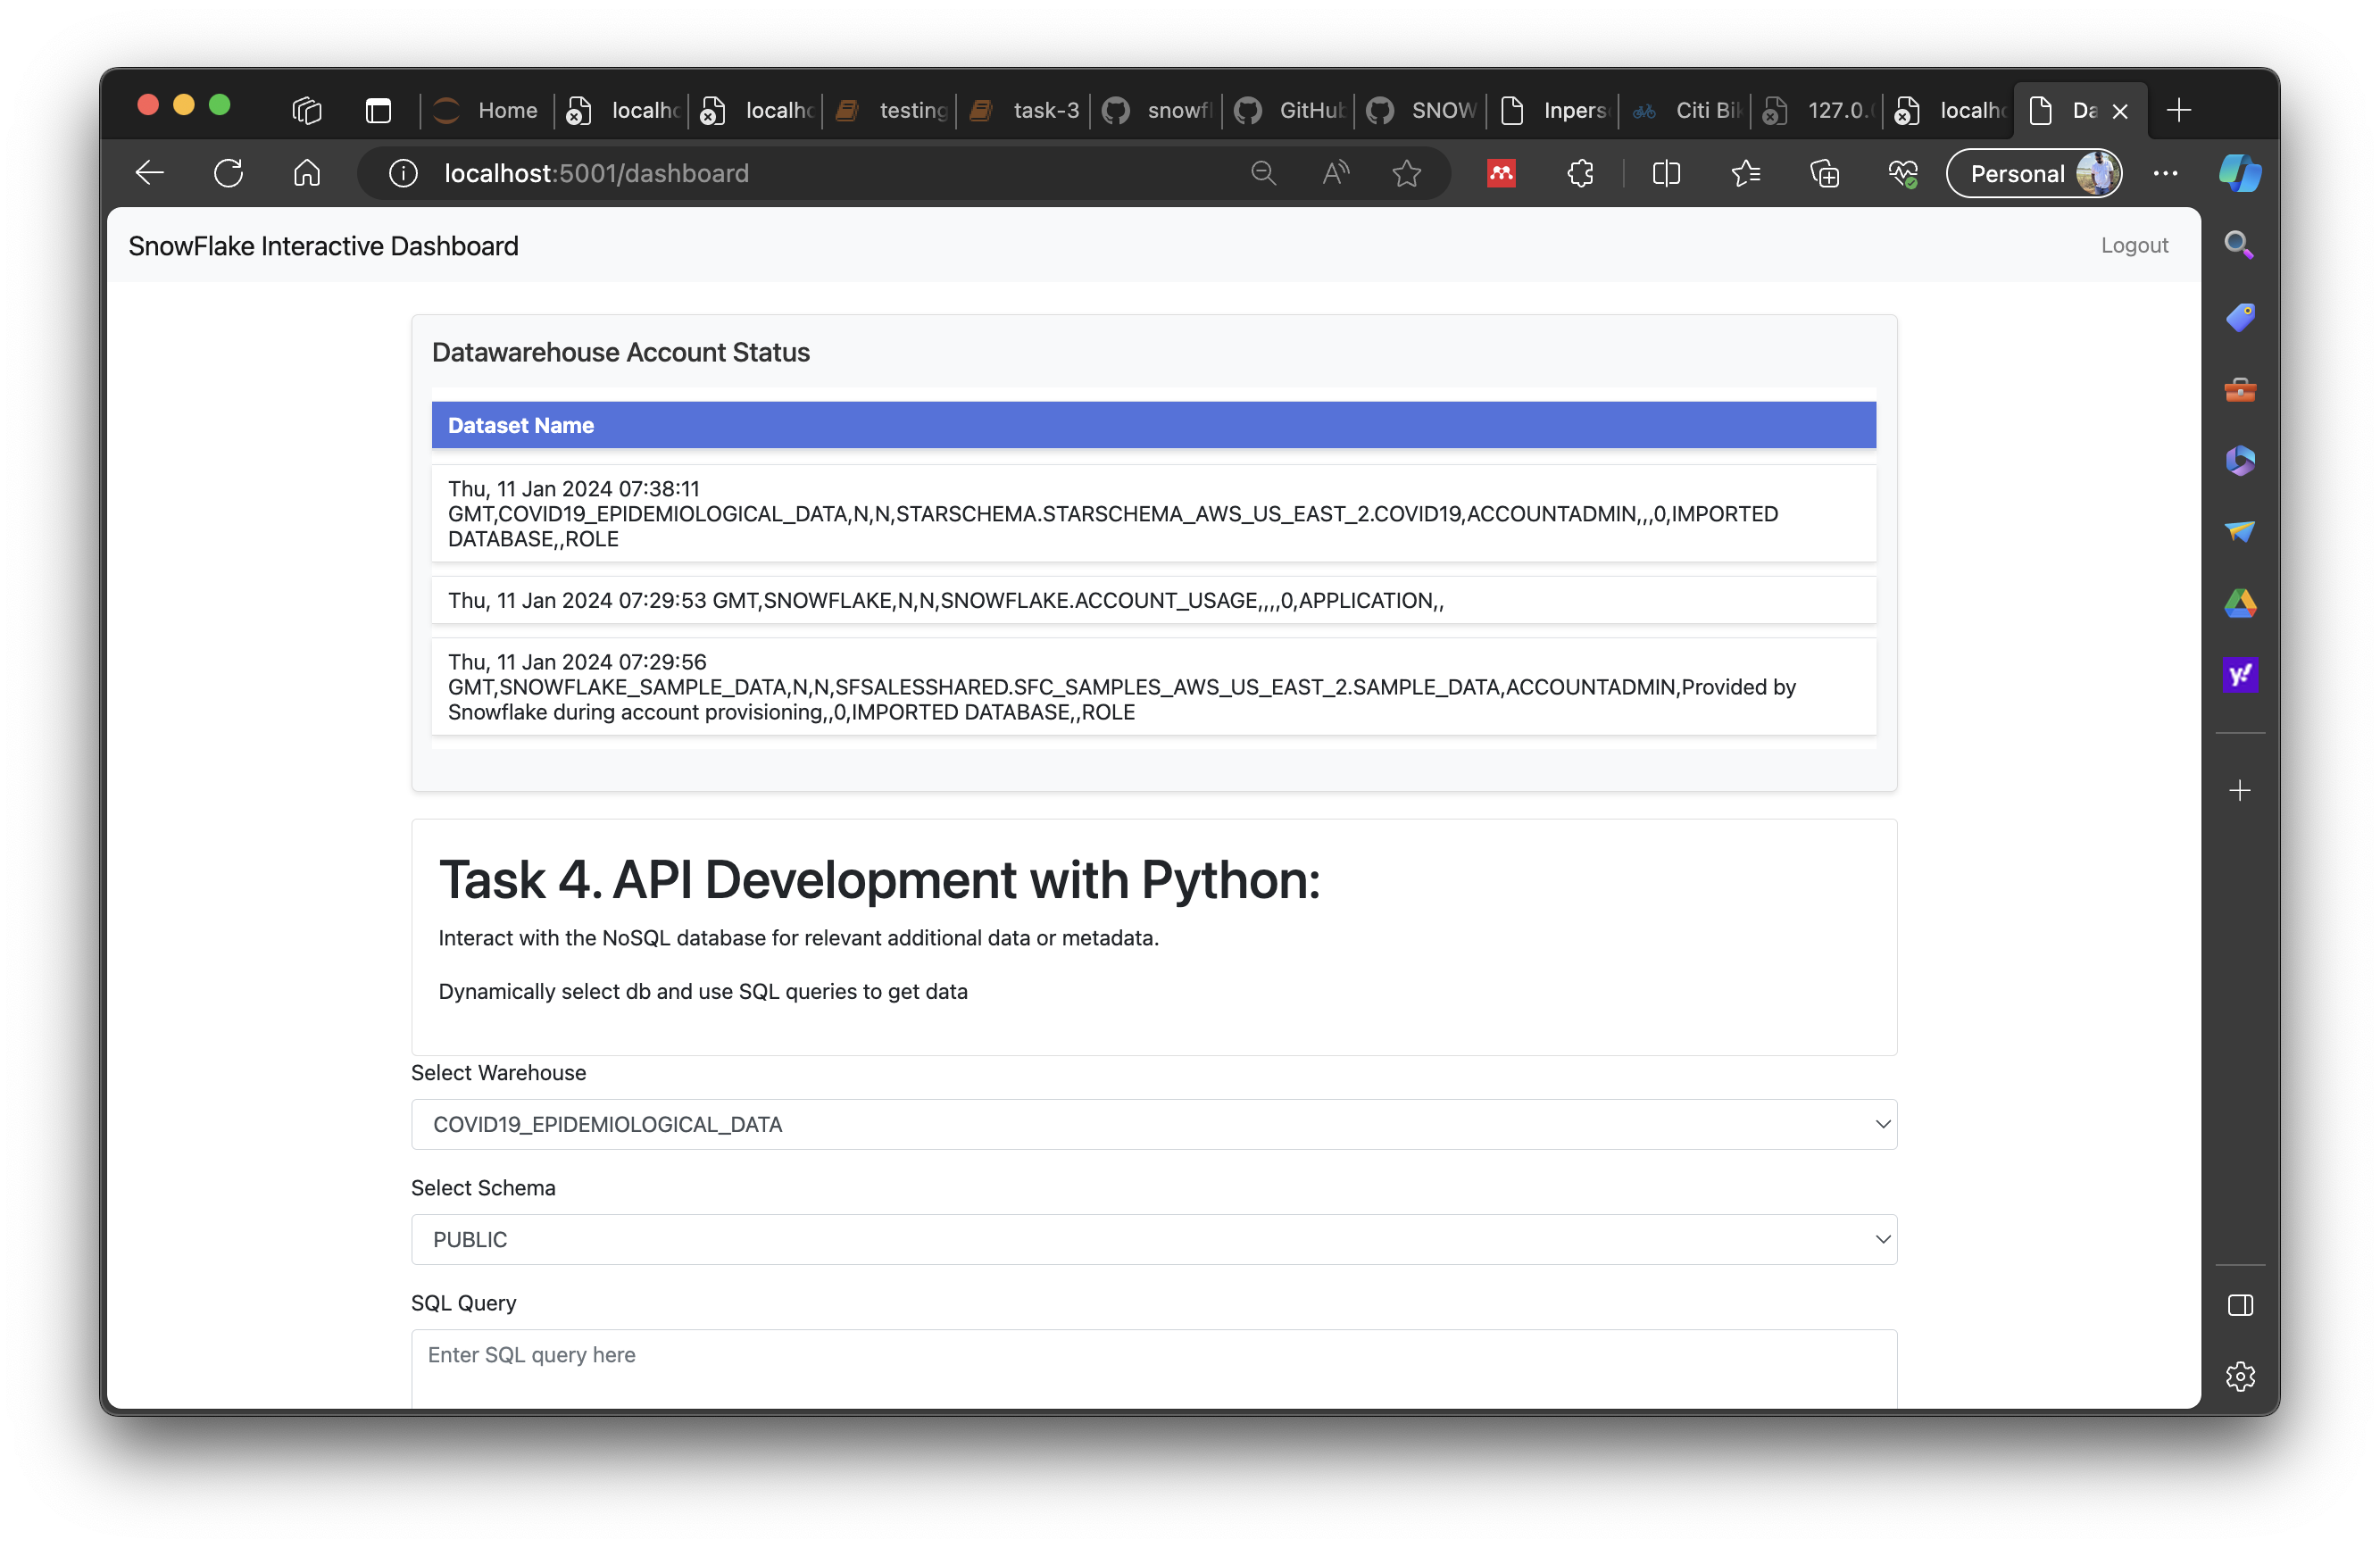 Home
localho
localho
testing
task-3
snowfl
GitHub
SNOW
Inpers
Citi Bik
127.0.
localho
Da
localhost:5001/dashboard
Personal
SnowFlake Interactive Dashboard
Logout
Datawarehouse Account Status
Dataset Name
Thu, 11 Jan 2024 07:38:11
GMT,COVID19_EPIDEMIOLOGICAL_DATA,N,N,STARSCHEMA.STARSCHEMA_AWS_US_EAST_2.COVID19,ACCOUNTADMIN,,,0,IMPORTED
DATABASE,,ROLE
Thu, 11 Jan 2024 07:29:53 GMT,SNOWFLAKE,N,N,SNOWFLAKE.ACCOUNT_USAGE,,,,0,APPLICATION,,
Thu, 11 Jan 2024 07:29:56
GMT,SNOWFLAKE_SAMPLE_DATA,N,N,SFSALESSHARED.SFC_SAMPLES_AWS_US_EAST_2.SAMPLE_DATA,ACCOUNTADMIN,Provided by
Snowflake during account provisioning,,0,IMPORTED DATABASE,,ROLE
Task 4. API Development with Python:
Interact with the NoSQL database for relevant additional data or metadata.
Dynamically select db and use SQL queries to get data
Select Warehouse
COVID19_EPIDEMIOLOGICAL_DATA
Select Schema
PUBLIC
SQL Query
Enter SQL query here